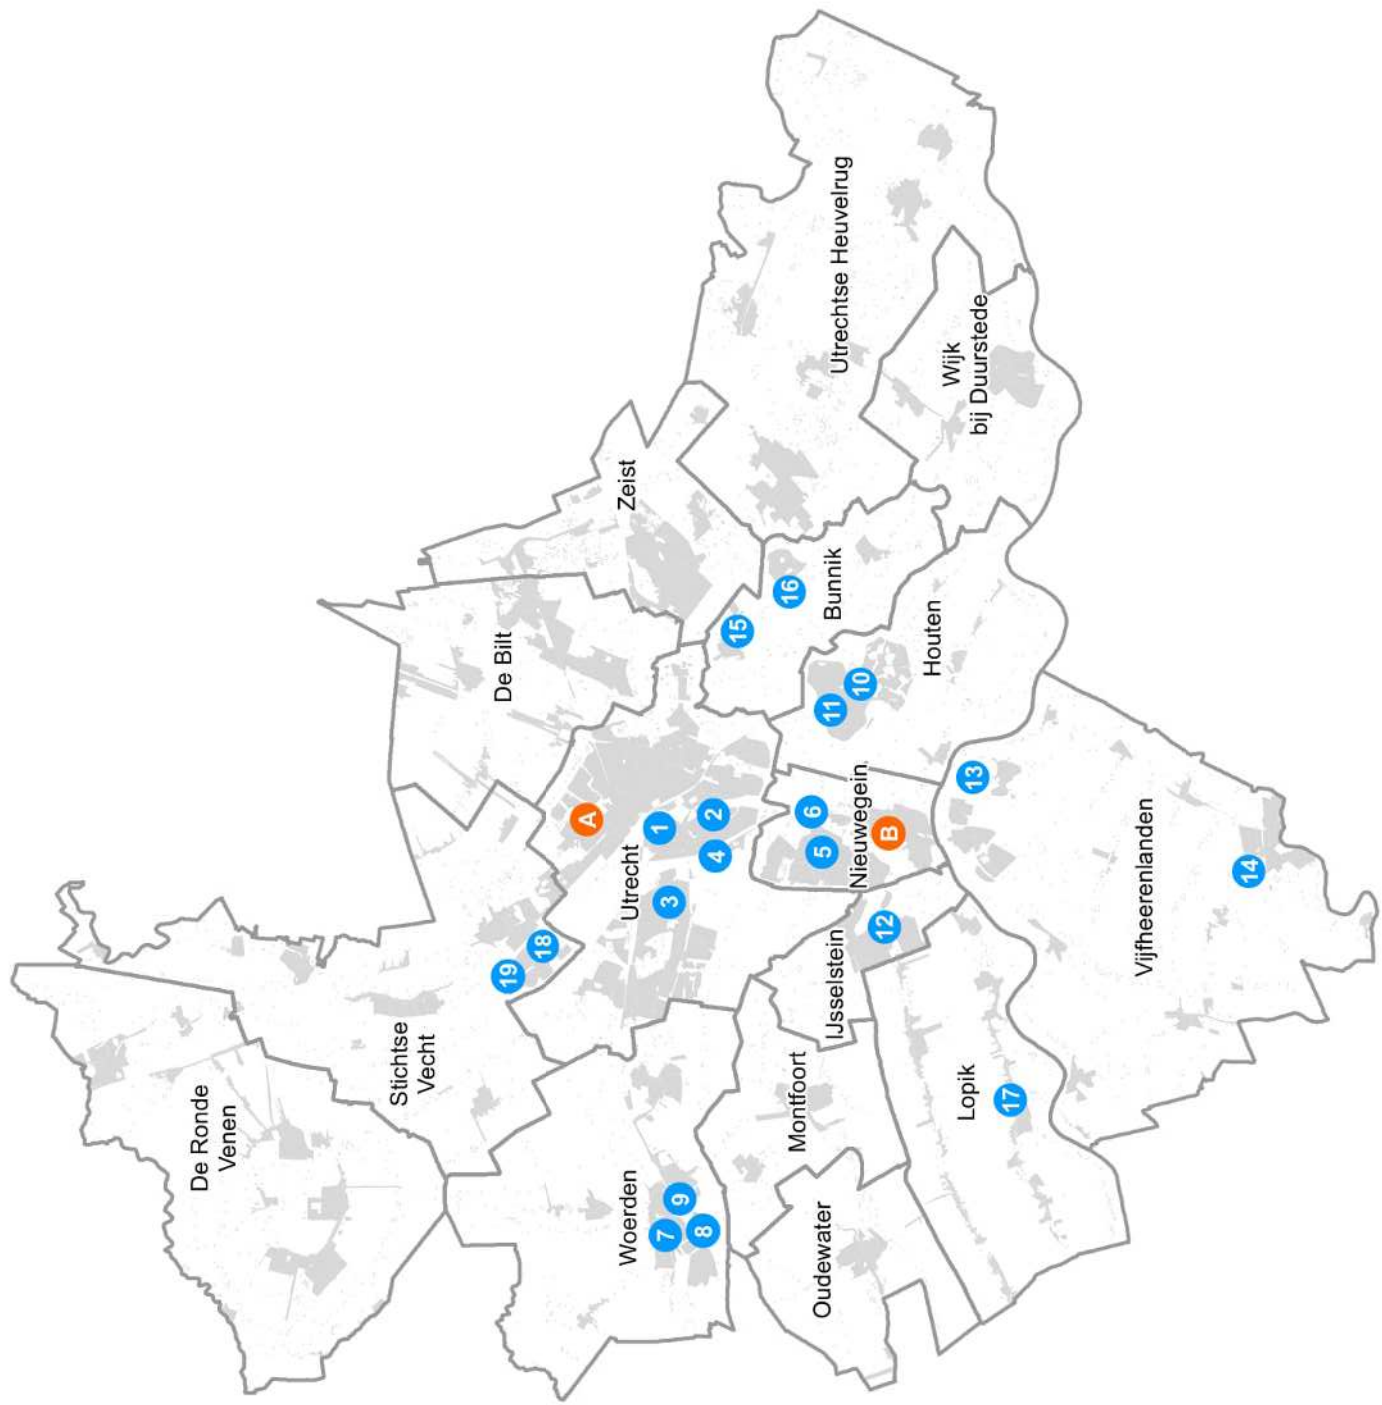 De Ronde
Venen
Stichtse
Vecht
19
18
De Bilt
Zeist
A
Utrecht
1
2
3
4
Woerden
7
9
8
15
16
Bunnik
Utrechtse Heuvelrug
Wijk
bij Duurstede
Houten
11
10
Nieuwegein
6
5
B
IJsselstein
12
Montfoort
Oudewater
Lopik
17
13
Vijfheerenlanden
14